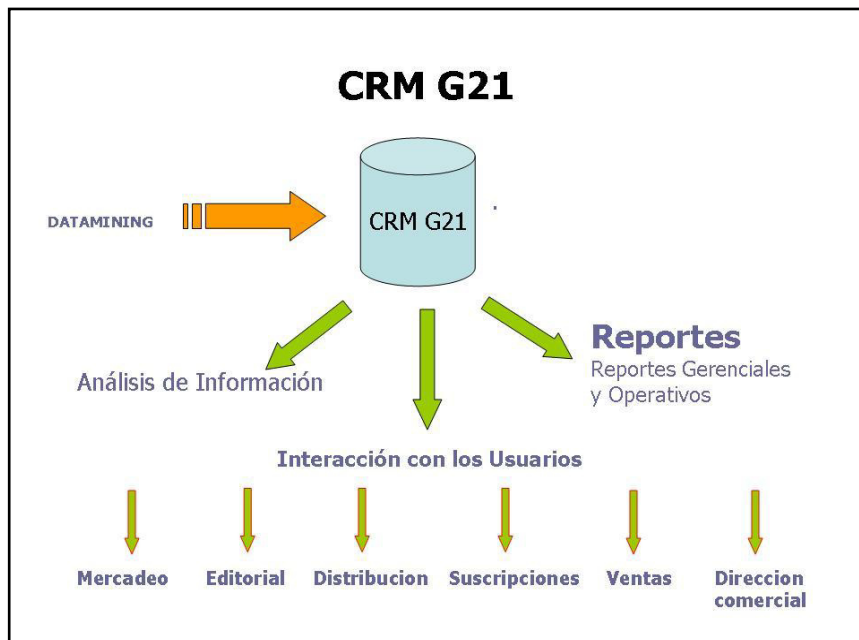 CRM G21
CRM G21
DATAMINING
Reportes
Reportes Gerenciales
y Operativos
Análisis de Información
Interacción con los Usuarios
Mercadeo
Editorial
Distribucion
Suscripciones
Ventas
Direccion
comercial